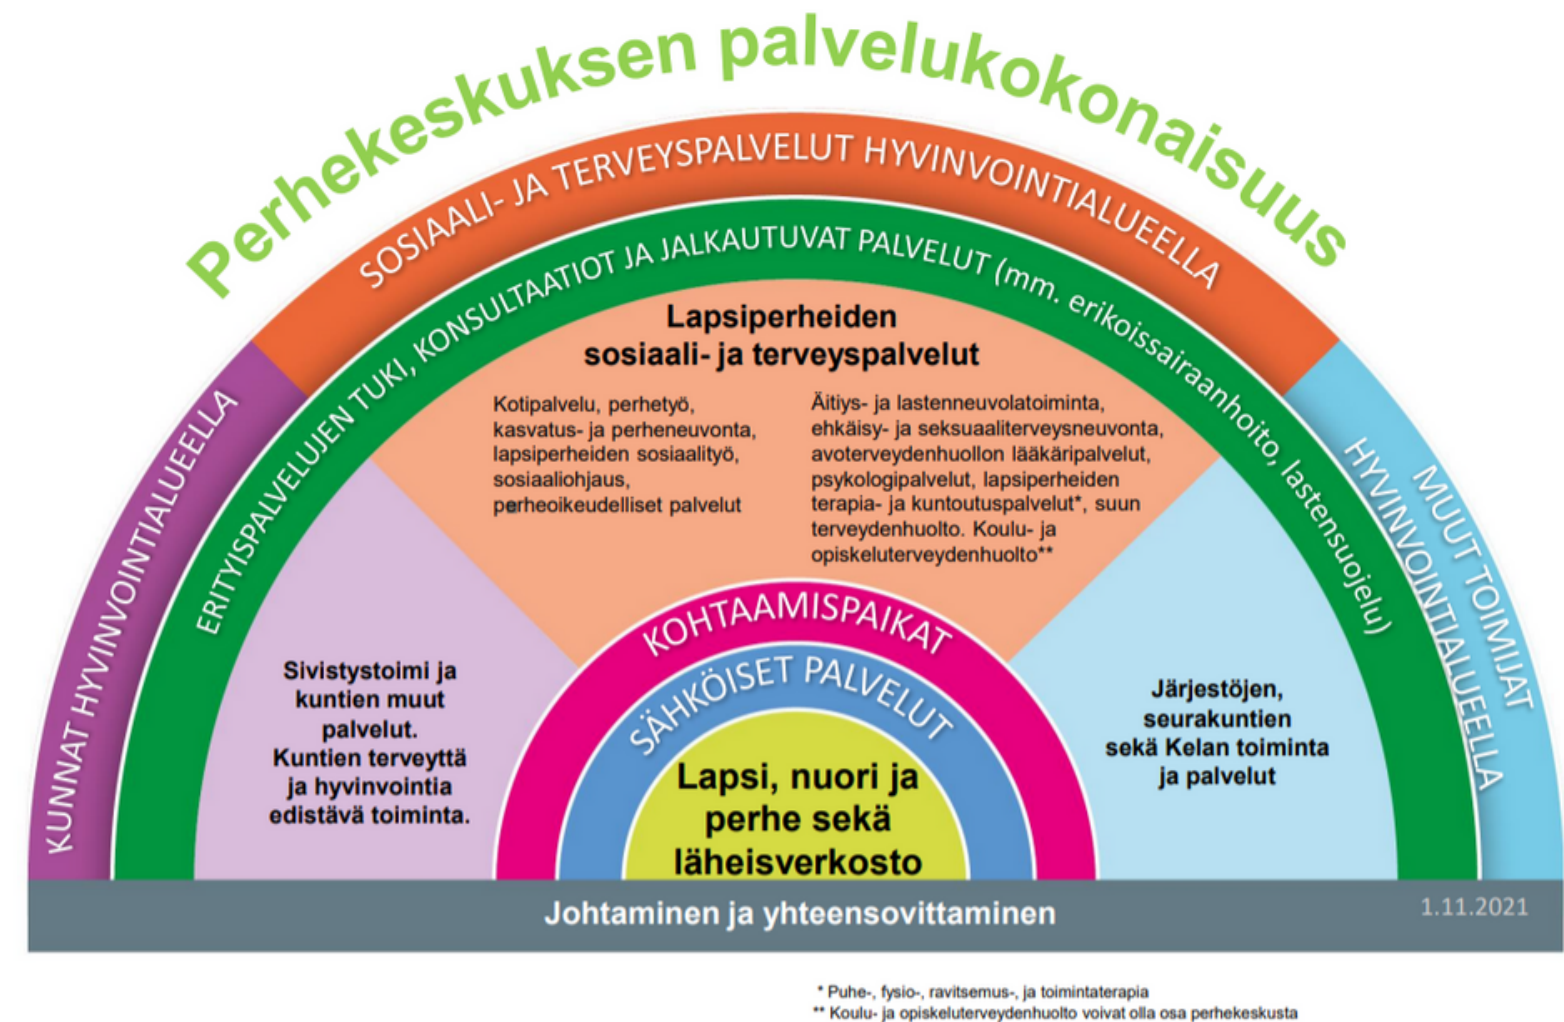 Perhekeskuksen palvelukokonaisuus
SOSIAALI- JA TERVEYSPALVELUT HYVINVOINTIALUEELLA
KUNNAT HYVINVOINTIALUEELLA
MUUT TOIMIJAT
HYVINVOINTIALUEELLA
ERITYISPALVELUJEN TUKI, KONSULTAATIOT JA JALKAUTUVAT PALVELUT (mm. erikoissairaanhoito, lastensuojelu)
Lapsiperheiden
sosiaali- ja terveyspalvelut
Kotipalvelu, perhetyö,
kasvatus- ja perheneuvonta,
lapsiperheiden sosiaalityö,
sosiaaliohjaus,
perheoikeudelliset palvelut
Äitiys- ja lastenneuvolatoiminta,
ehkäisy- ja seksuaaliterveysneuvonta,
avoterveydenhuollon lääkäripalvelut,
psykologipalvelut, lapsiperheiden
terapia- ja kuntoutuspalvelut*, suun
terveydenhuolto. Koulu- ja
opiskeluterveydenhuolto**
Sivistystoimi ja
kuntien muut
palvelut.
Kuntien terveyttä
ja hyvinvointia
edistävä toiminta.
Järjestöjen,
seurakuntien
sekä Kelan toiminta
ja palvelut
KOHTAAMISPAIKAT
SÄHKÖISET PALVELUT
Lapsi, nuori ja
perhe sekä
läheisverkosto
Johtaminen ja yhteensovittaminen
1.11.2021
* Puhe-, fysio-, ravitsemus-, ja toimintaterapia
** Koulu- ja opiskeluterveydenhuolto voivat olla osa perhekeskusta